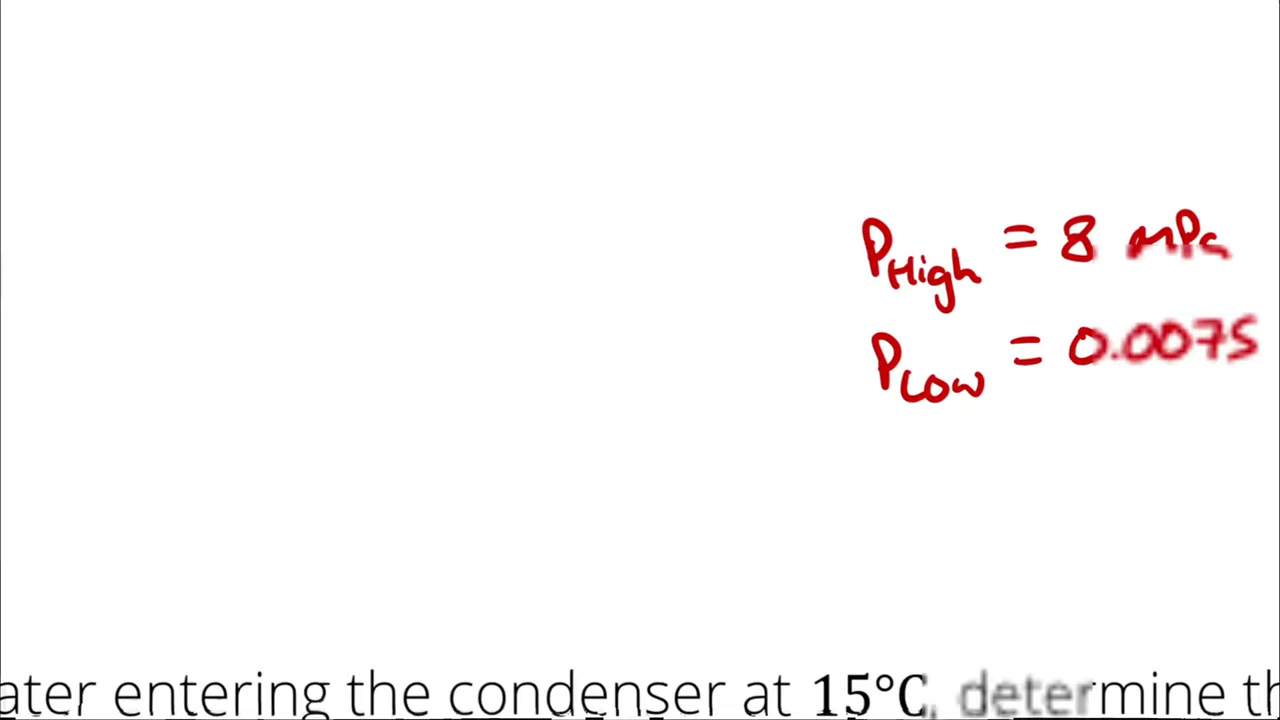 P_High = 8 MPa
P_Low = 0.0075
ater entering the condenser at 15°C, determine th